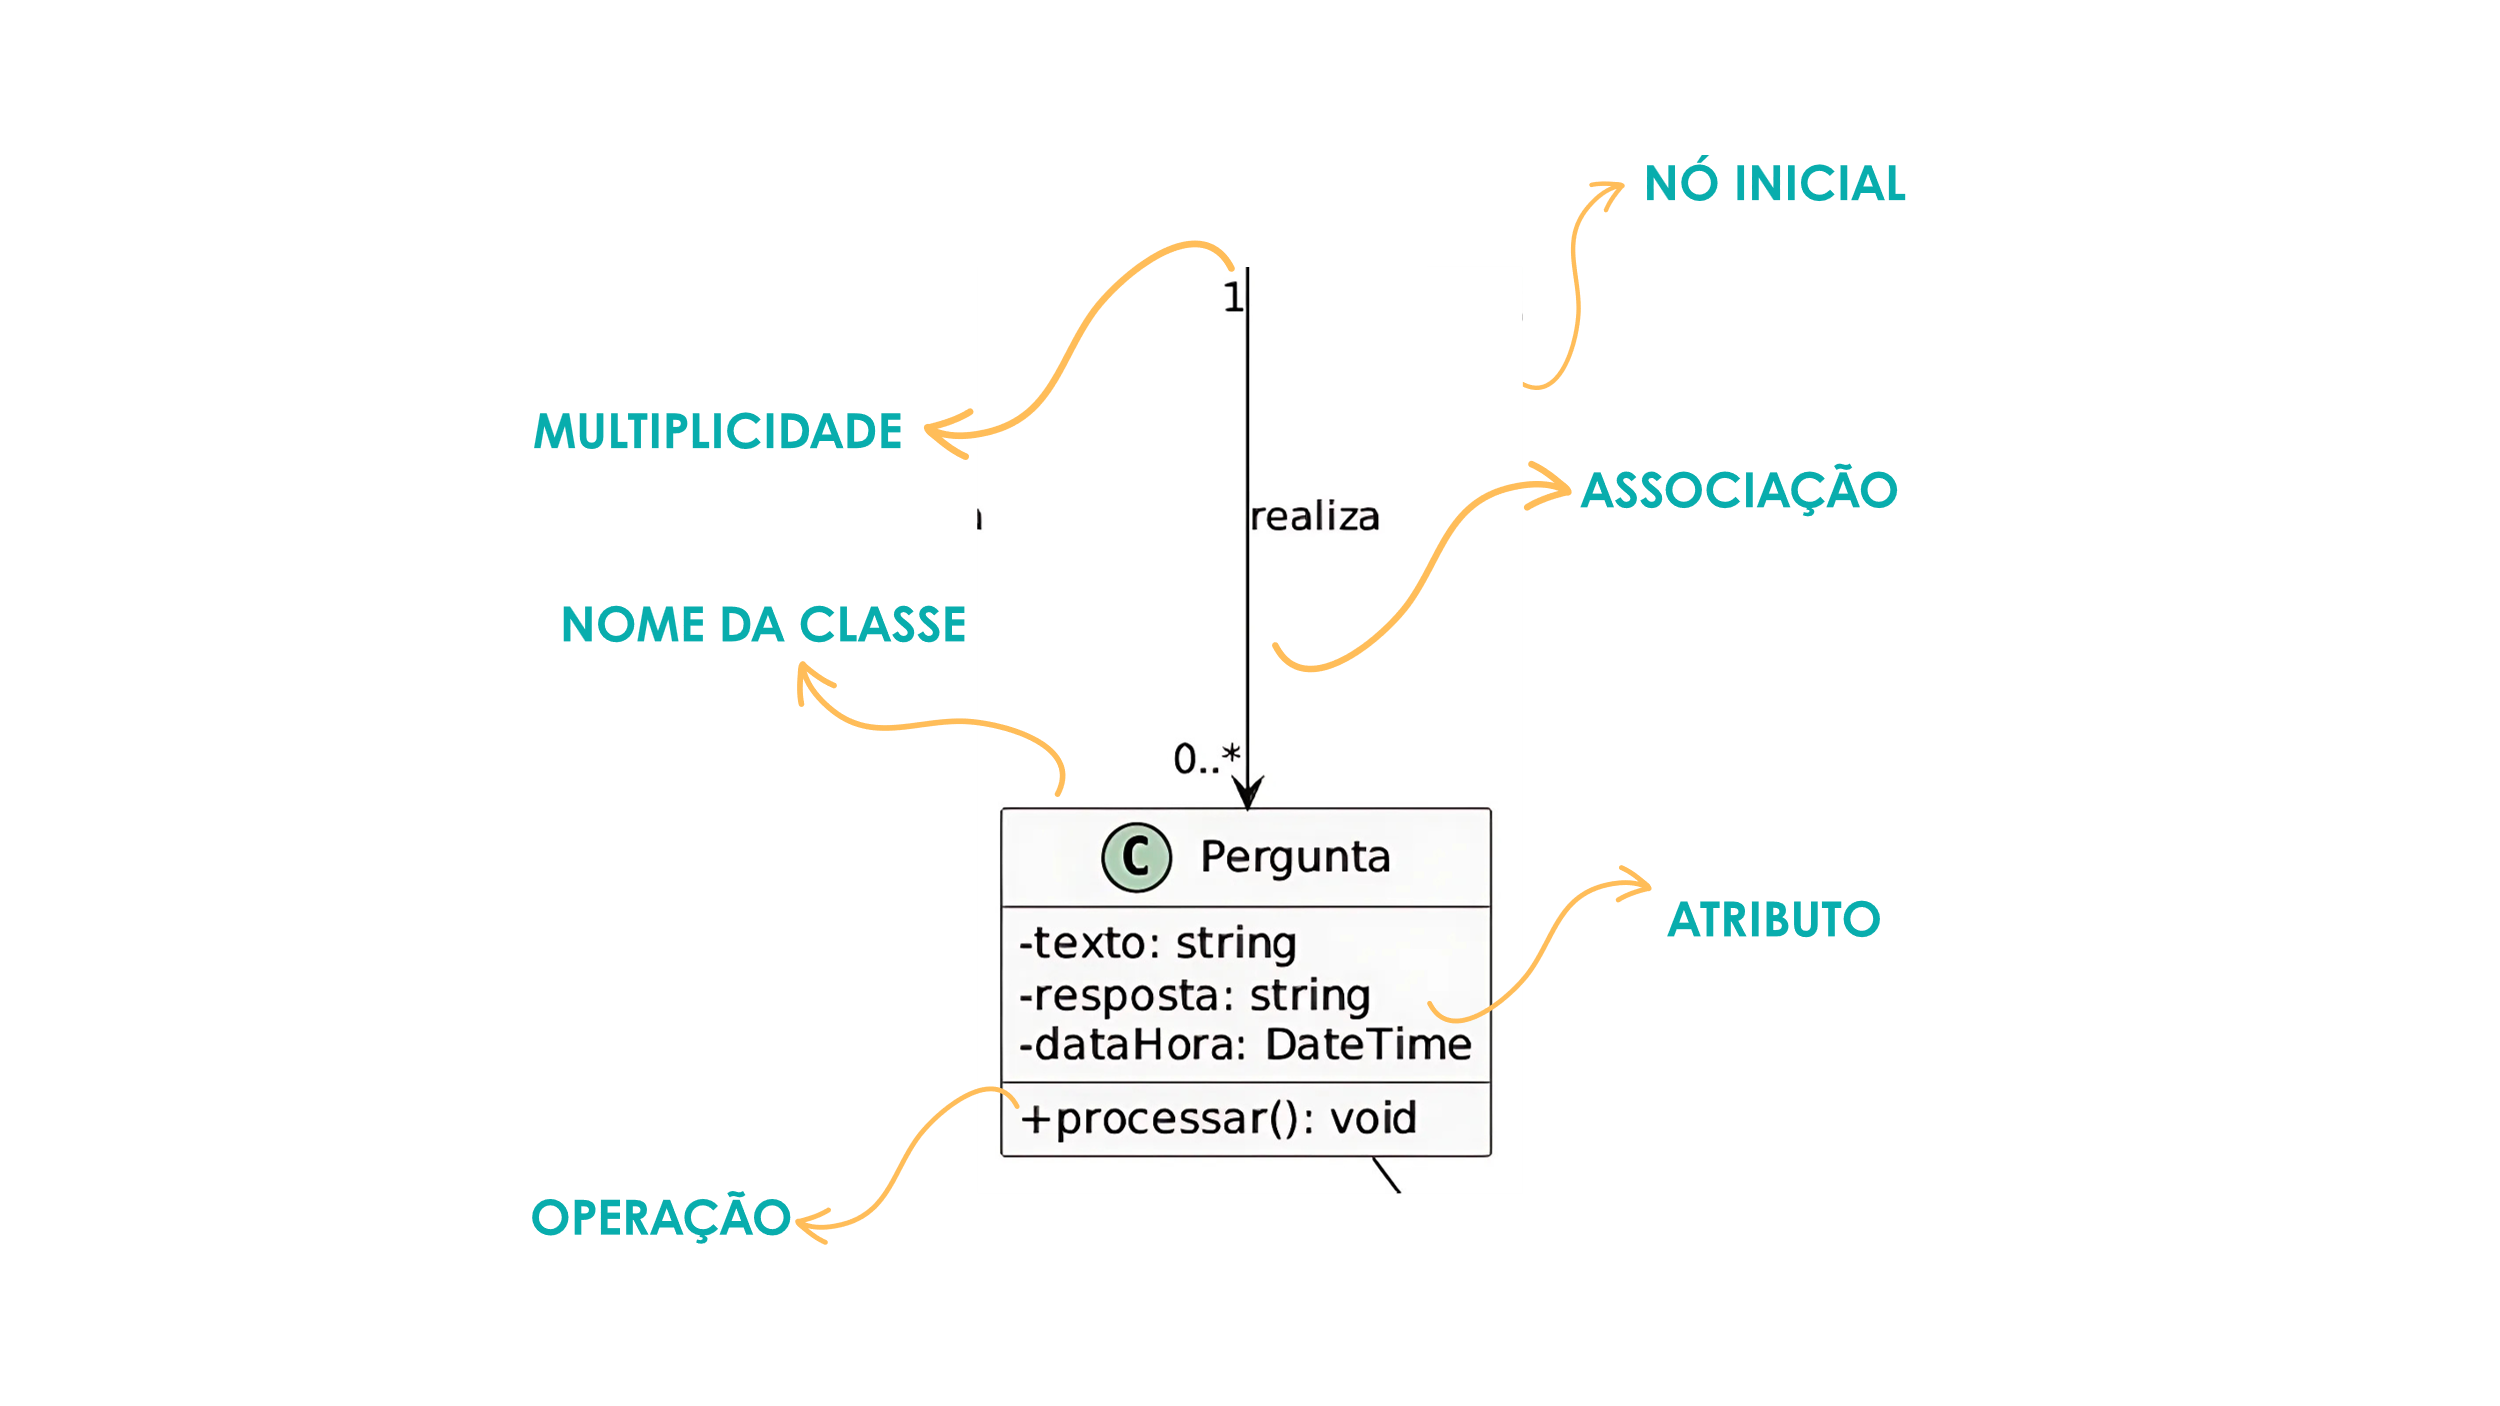 NÓ INICIAL
1
MULTIPLICIDADE
ASSOCIAÇÃO
realiza
NOME DA CLASSE
0..*
C Pergunta
-texto: string
-resposta: string
-dataHora: DateTime
ATRIBUTO
+processar(): void
OPERAÇÃO